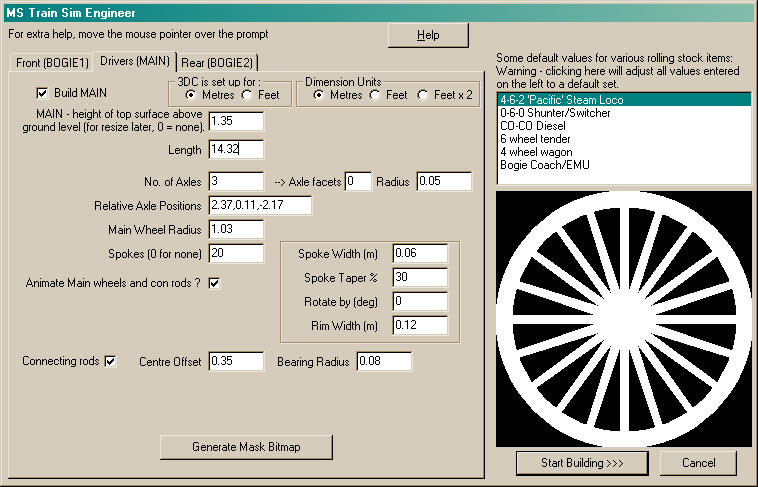 MS Train Sim Engineer
For extra help, move the mouse pointer over the prompt
Help
Front (BOGIE1)
Drivers (MAIN)
Rear (BOGIE2)
Build MAIN
3DC is set up for :
Metres
Feet
Dimension Units
Metres
Feet
Feet x 2
MAIN - height of top surface above
ground level (for resize later, 0 = none).
1.35
Length
14.32
No. of Axles
3
--> Axle facets
0
Radius
0.05
Relative Axle Positions
2.37,0.11,-2.17
Main Wheel Radius
1.03
Spokes (0 for none)
20
Spoke Width (m)
0.06
Spoke Taper %
30
Rotate by (deg)
0
Rim Width (m)
0.12
Animate Main wheels and con rods ?
Connecting rods
Centre Offset
0.35
Bearing Radius
0.08
Generate Mask Bitmap
Some default values for various rolling stock items:
Warning - clicking here will adjust all values entered
on the left to a default set.
4-6-2 'Pacific' Steam Loco
0-6-0 Shunter/Switcher
CO-CO Diesel
6 wheel tender
4 wheel wagon
Bogie Coach/EMU
Start Building >>>
Cancel